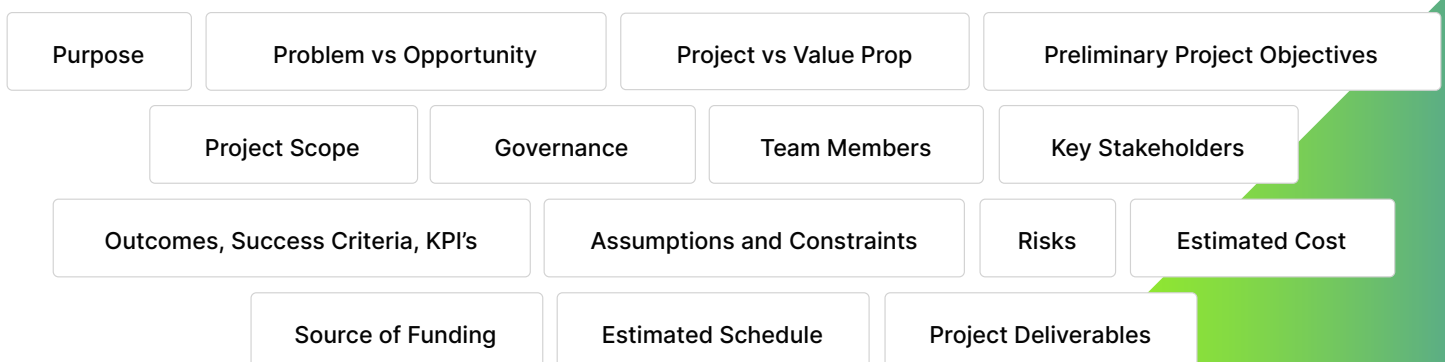 Purpose
Problem vs Opportunity
Project vs Value Prop
Preliminary Project Objectives
Project Scope
Governance
Team Members
Key Stakeholders
Outcomes, Success Criteria, KPI’s
Assumptions and Constraints
Risks
Estimated Cost
Source of Funding
Estimated Schedule
Project Deliverables